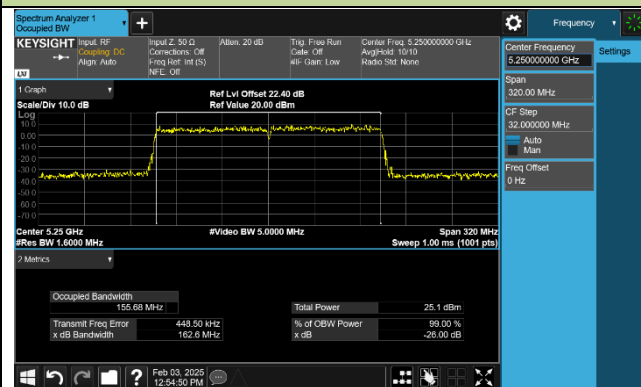 Spectrum Analyzer 1
Occupied BW
Frequency
KEYSIGHT
Input: RF
Coupling: DC
Align: Auto
Input Z: 50 Ω
Corrections: Off
Freq Ref: Int (S)
NFE: Off
Atten: 20 dB
Trig: Free Run
Gate: Off
#IF Gain: Low
Center Freq: 5.250000000 GHz
Avg|Hold: 10/10
Radio Std: None
LXI
Center Frequency
5.250000000 GHz
Settings
Span
320.00 MHz
CF Step
32.000000 MHz
Auto
Man
Freq Offset
0 Hz
1 Graph
Scale/Div 10.0 dB
Ref Lvl Offset 22.40 dB
Ref Value 20.00 dBm
Log
10.0
0.00
-10.0
-20.0
-30.0
-40.0
-50.0
-60.0
-70.0
Center 5.25 GHz
#Res BW 1.6000 MHz
#Video BW 5.0000 MHz
Span 320 MHz
Sweep 1.00 ms (1001 pts)
2 Metrics
Occupied Bandwidth
155.68 MHz
Total Power 25.1 dBm
Transmit Freq Error 448.50 kHz
% of OBW Power 99.00 %
x dB Bandwidth 162.6 MHz
x dB -26.00 dB
Feb 03, 2025
12:54:50 PM